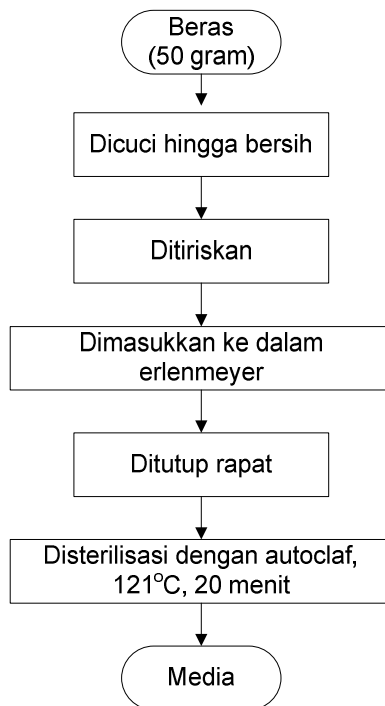 Beras
(50 gram)
Dicuci hingga bersih
Ditiriskan
Dimasukkan ke dalam
erlenmeyer
Ditutup rapat
Disterilisasi dengan autoclaf,
121°C, 20 menit
Media